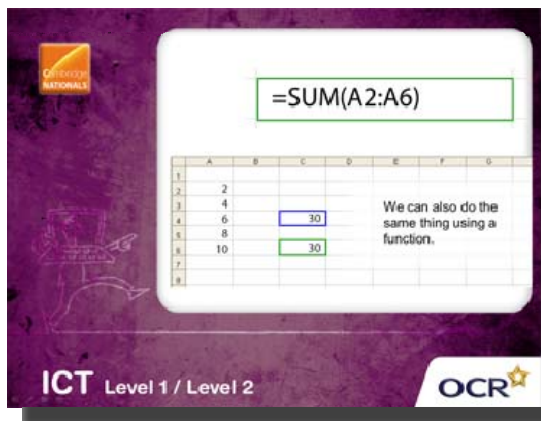 Cambridge
NATIONALS
=SUM(A2:A6)
A B C D E F G
1
2 2
3 4
4 6 30
5 8
6 10 30
7
8
We can also do the
same thing using a
function.
ICT Level 1 / Level 2
OCR